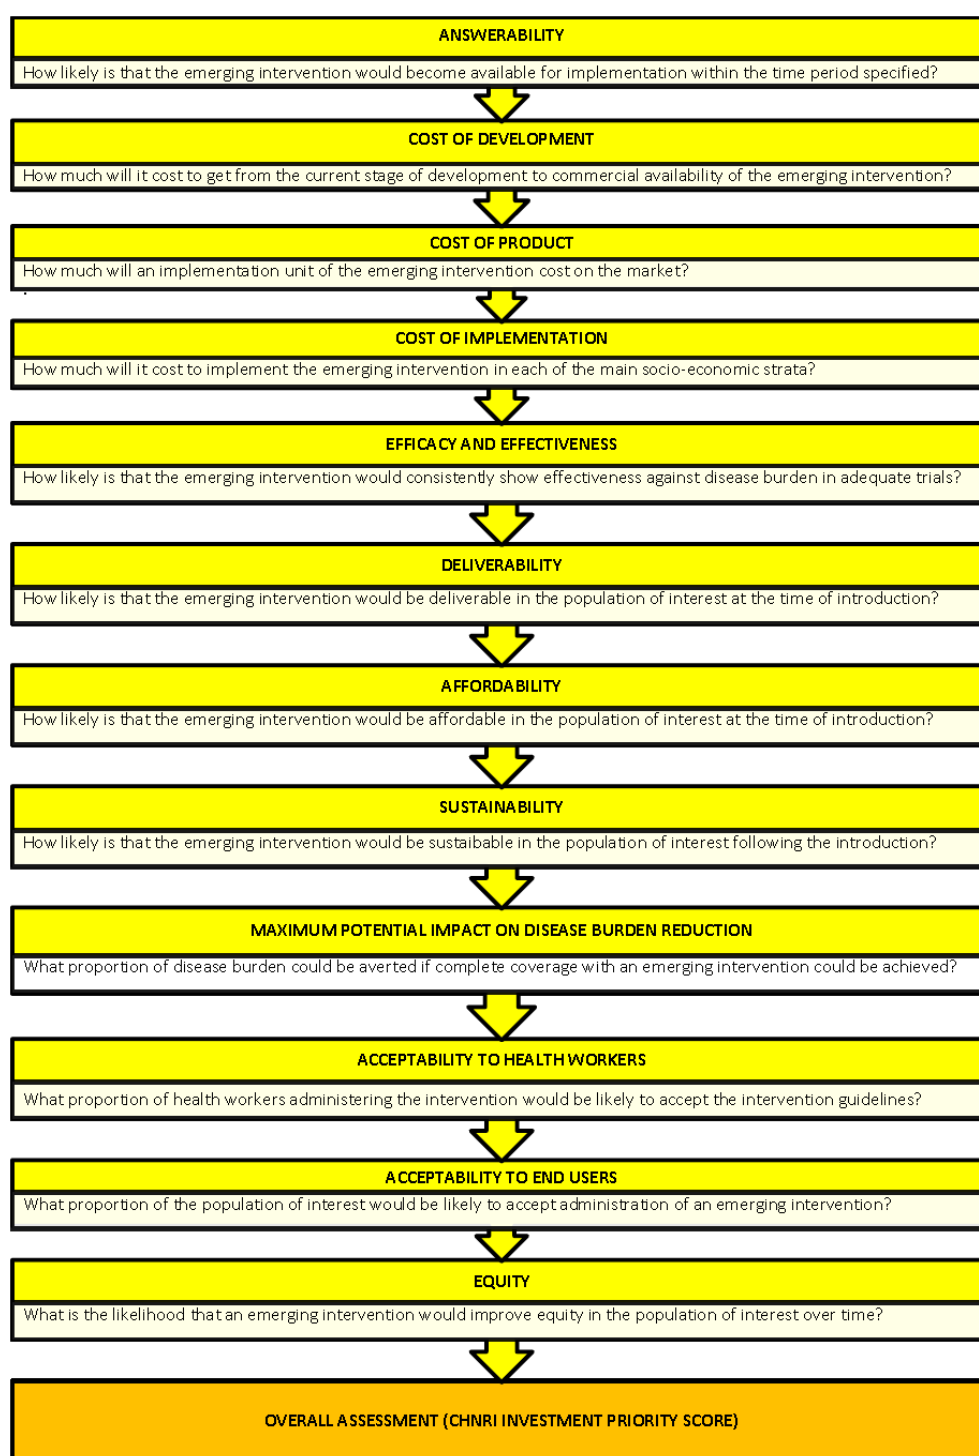 ANSWERABILITY
How likely is that the emerging intervention would become available for implementation within the time period specified?
COST OF DEVELOPMENT
How much will it cost to get from the current stage of development to commercial availability of the emerging intervention?
COST OF PRODUCT
How much will an implementation unit of the emerging intervention cost on the market?
.
COST OF IMPLEMENTATION
How much will it cost to implement the emerging intervention in each of the main socio-economic strata?
EFFICACY AND EFFECTIVENESS
How likely is that the emerging intervention would consistently show effectiveness against disease burden in adequate trials?
DELIVERABILITY
How likely is that the emerging intervention would be deliverable in the population of interest at the time of introduction?
AFFORDABILITY
How likely is that the emerging intervention would be affordable in the population of interest at the time of introduction?
SUSTAINABILITY
How likely is that the emerging intervention would be sustaibable in the population of interest following the introduction?
MAXIMUM POTENTIAL IMPACT ON DISEASE BURDEN REDUCTION
What proportion of disease burden could be averted if complete coverage with an emerging intervention could be achieved?
ACCEPTABILITY TO HEALTH WORKERS
What proportion of health workers administering the intervention would be likely to accept the intervention guidelines?
ACCEPTABILITY TO END USERS
What proportion of the population of interest would be likely to accept administration of an emerging intervention?
EQUITY
What is the likelihood that an emerging intervention would improve equity in the population of interest over time?
OVERALL ASSESSMENT (CHNRI INVESTMENT PRIORITY SCORE)